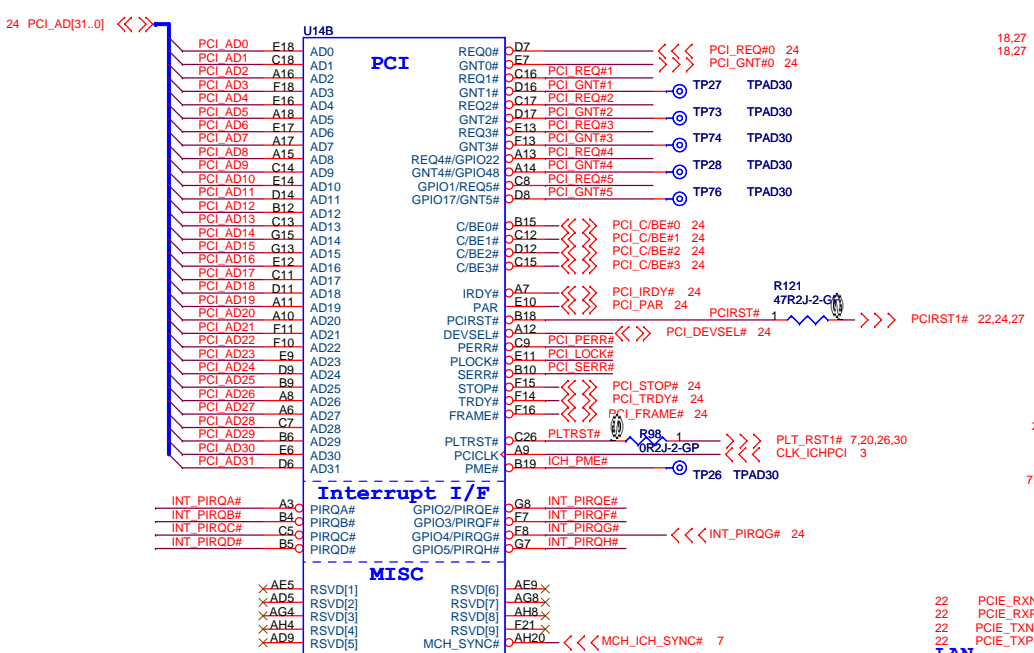 24 PCI_AD[31..0]
U14B
18,27
18,27
PCI
PCI_AD0 E18 AD0 REQ0# D7 PCI_REQ#0 24
PCI_AD1 C18 AD1 GNT0# E7 PCI_GNT#0 24
PCI_AD2 A16 AD2 REQ1# C16 PCI_REQ#1
PCI_AD3 F18 AD3 GNT1# D16 PCI_GNT#1 TP27 TPAD30
PCI_AD4 E16 AD4 REQ2# C17 PCI_REQ#2
PCI_AD5 A18 AD5 GNT2# D17 PCI_GNT#2 TP73 TPAD30
PCI_AD6 E17 AD6 REQ3# E13 PCI_REQ#3
PCI_AD7 A17 AD7 GNT3# F13 PCI_GNT#3 TP74 TPAD30
PCI_AD8 A15 AD8 REQ4#/GPIO22 A13 PCI_REQ#4
PCI_AD9 C14 AD9 GNT4#/GPIO48 A14 PCI_GNT#4 TP28 TPAD30
PCI_AD10 E14 AD10 GPIO1/REQ5# C8 PCI_REQ#5
PCI_AD11 D14 AD11 GPIO17/GNT5# D8 PCI_GNT#5 TP76 TPAD30
PCI_AD12 B12 AD12
PCI_AD13 C13 AD13 C/BE0# B15 PCI_C/BE#0 24
PCI_AD14 G15 AD14 C/BE1# C12 PCI_C/BE#1 24
PCI_AD15 G13 AD15 C/BE2# D12 PCI_C/BE#2 24
PCI_AD16 E12 AD16 C/BE3# C15 PCI_C/BE#3 24
PCI_AD17 C11 AD17
PCI_AD18 D11 AD18 IRDY# A7 PCI_IRDY# 24
PCI_AD19 A11 AD19 PAR E10 PCI_PAR 24
R121
47R2J-2-GP
PCI_AD20 A10 AD20 PCIRST# B18 PCIRST# 1 PCIRST1# 22,24,27
PCI_AD21 F11 AD21 DEVSEL# A12 PCI_DEVSEL# 24
PCI_AD22 F10 AD22 PERR# C9 PCI_PERR#
PCI_AD23 E9 AD23 PLOCK# E11 PCI_LOCK#
PCI_AD24 D9 AD24 SERR# B10 PCI_SERR#
PCI_AD25 B9 AD25 STOP# F15 PCI_STOP# 24
PCI_AD26 A8 AD26 TRDY# F14 PCI_TRDY# 24
PCI_AD27 A6 AD27 FRAME# F16 PCI_FRAME# 24
PCI_AD28 C7 AD28
PCI_AD29 B6 AD29 PLTRST# C26 PLTRST# R98 1 PLT_RST1# 7,20,26,30
0R2J-2-GP
PCI_AD30 E6 AD30 PCICLK A9 CLK_ICHPCI 3
PCI_AD31 D6 AD31 PME# B19 ICH_PME# TP26 TPAD30
Interrupt I/F
INT_PIRQA# A3 PIRQA# GPIO2/PIRQE# G8 INT_PIRQE#
INT_PIRQB# B4 PIRQB# GPIO3/PIRQF# F7 INT_PIRQF#
INT_PIRQC# C5 PIRQC# GPIO4/PIRQG# F8 INT_PIRQG# INT_PIRQG# 24
INT_PIRQD# B5 PIRQD# GPIO5/PIRQH# G7 INT_PIRQH#
MISC
AE5 RSVD[1] RSVD[6] AE9
AD5 RSVD[2] RSVD[7] AG8
AG4 RSVD[3] RSVD[8] AH8
AH4 RSVD[4] RSVD[9] F21
AD9 RSVD[5] MCH_SYNC# AH20 MCH_ICH_SYNC# 7
22 PCIE_RXN
22 PCIE_RXP
22 PCIE_TXN
22 PCIE_TXP
LAN